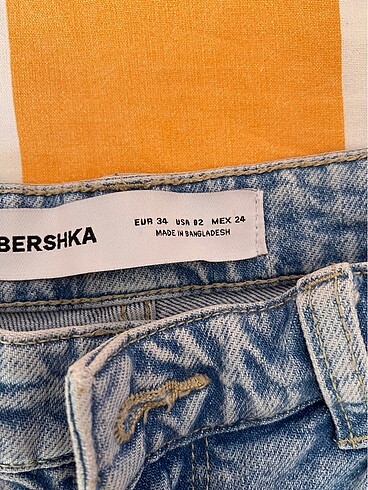 BERSHKA
EUR 34 USA 02 MEX 24
MADE IN BANGLADESH